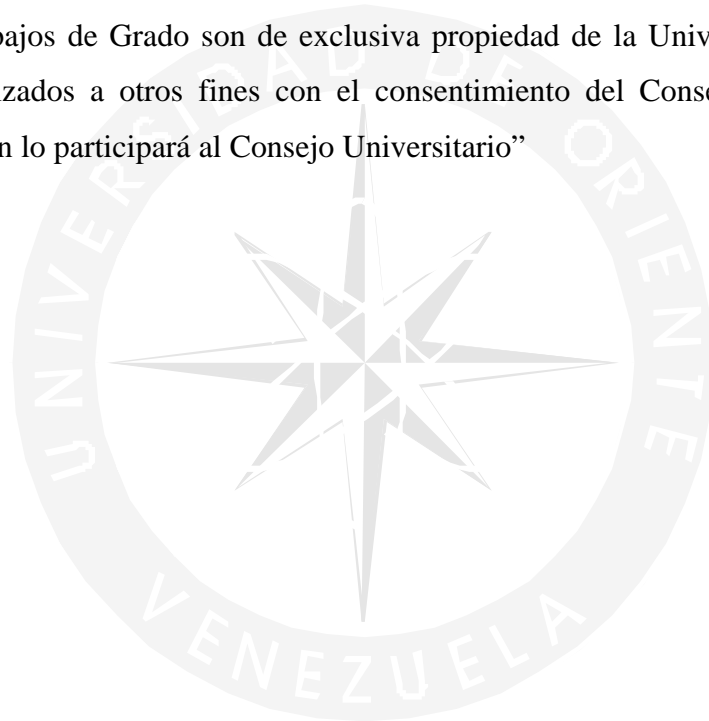 bajos de Grado son de exclusiva propiedad de la Univ
zados a otros fines con el consentimiento del Cons
n lo participará al Consejo Universitario”
UNIVERSIDAD DE ORIENTE
VENEZUELA